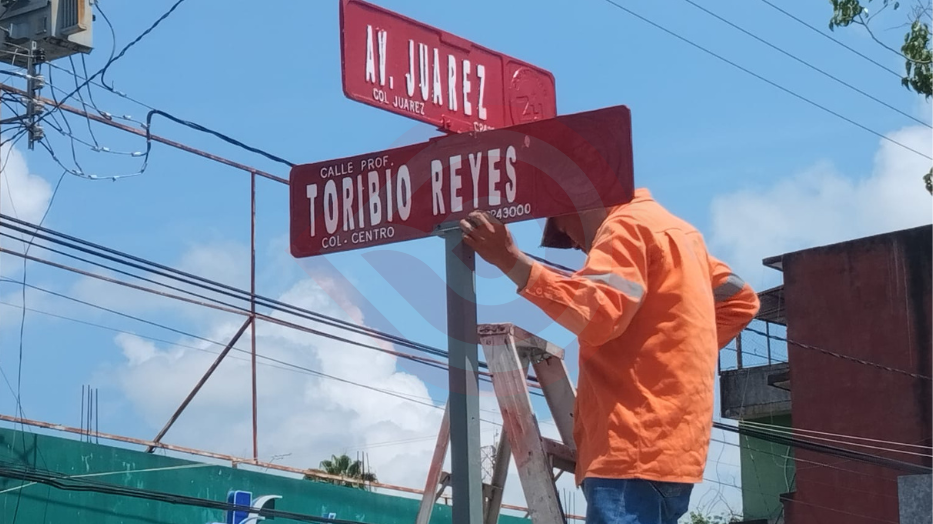 AV. JUAREZ
COL JUAREZ
CALLE PROF.
TORIBIO REYES
COL. CENTRO